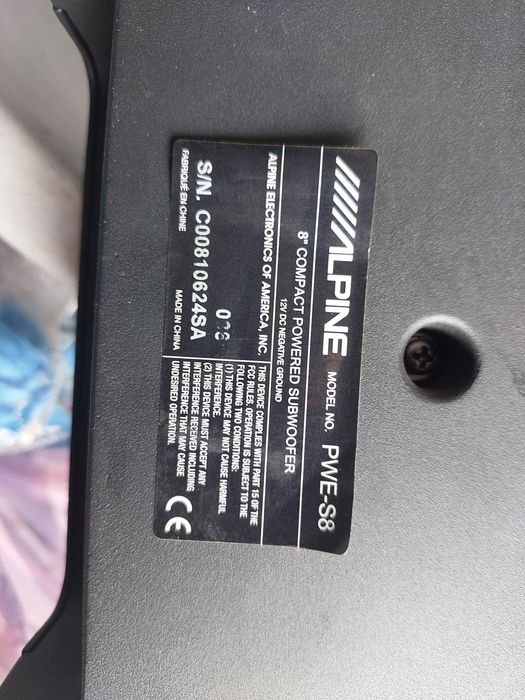 ALPINE MODEL NO. PWE-S8
8" COMPACT POWERED SUBWOOFER
12V DC NEGATIVE GROUND
ALPINE ELECTRONICS OF AMERICA, INC.
S/N. C00810624SA
FABRIQUÉ EN CHINE MADE IN CHINA
THIS DEVICE COMPLIES WITH PART 15 OF THE
FCC RULES. OPERATION IS SUBJECT TO THE
FOLLOWING TWO CONDITIONS:
(1) THIS DEVICE MAY NOT CAUSE HARMFUL
INTERFERENCE.
(2) THIS DEVICE MUST ACCEPT ANY
INTERFERENCE RECEIVED INCLUDING
INTERFERENCE THAT MAY CAUSE
UNDESIRED OPERATION.
CE